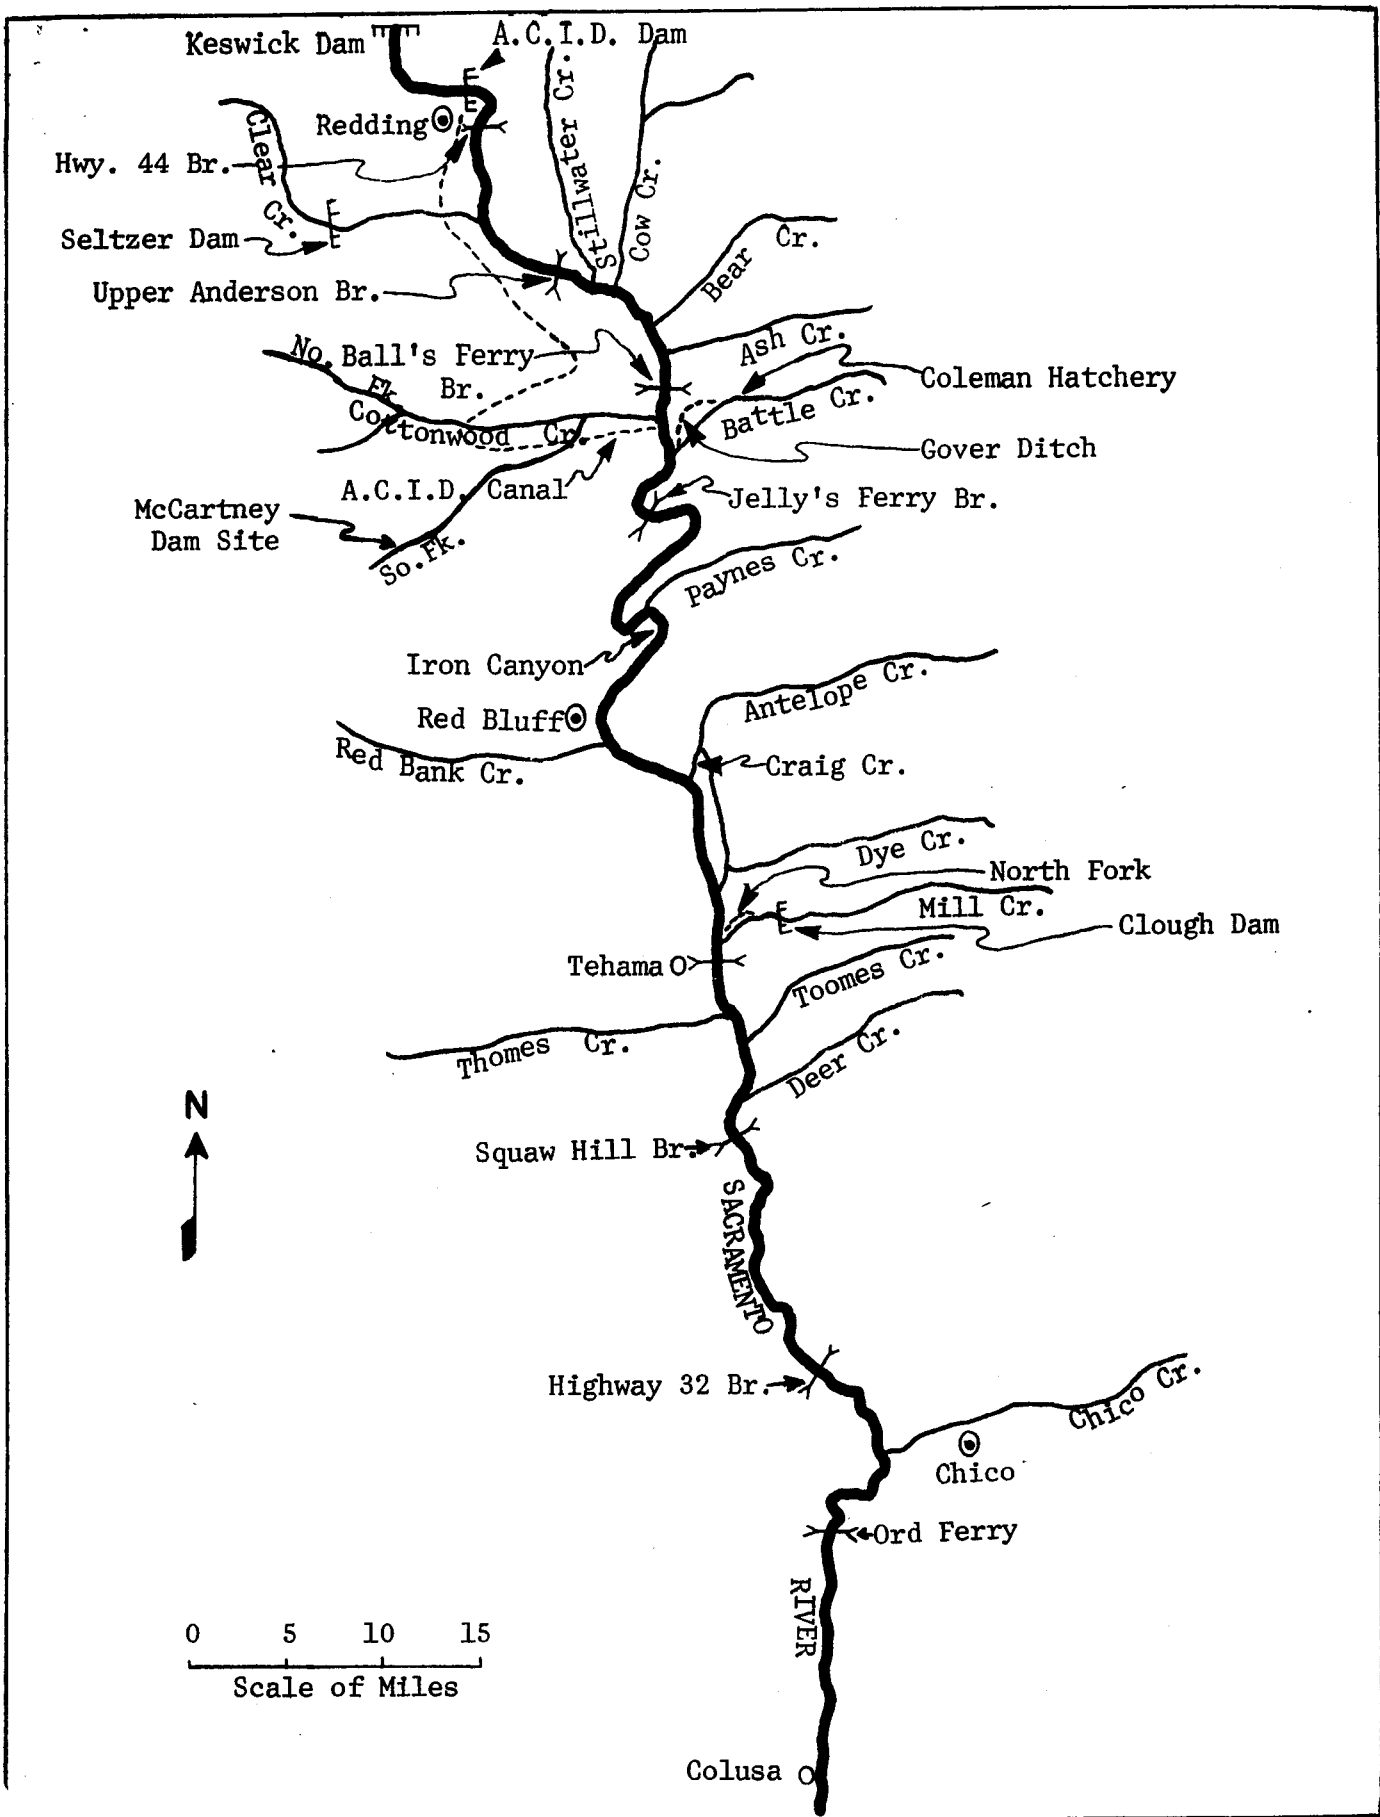 Keswick Dam
A.C.I.D. Dam
Redding
Stillwater Cr.
Cow Cr.
Clear Cr.
Hwy. 44 Br.
Seltzer Dam
Upper Anderson Br.
Bear Cr.
Ash Cr.
No. Fk.
Ball's Ferry
Br.
Coleman Hatchery
Battle Cr.
Cottonwood Cr.
Gover Ditch
A.C.I.D. Canal
Jelly's Ferry Br.
McCartney
Dam Site
So. Fk.
Paynes Cr.
Iron Canyon
Antelope Cr.
Red Bluff
Red Bank Cr.
Craig Cr.
Dye Cr.
North Fork
Mill Cr.
Clough Dam
Tehama
Toomes Cr.
Thomes Cr.
Deer Cr.
N
Squaw Hill Br.
SACRAMENTO
Highway 32 Br.
Chico Cr.
Chico
Ord Ferry
RIVER
0 5 10 15
Scale of Miles
Colusa